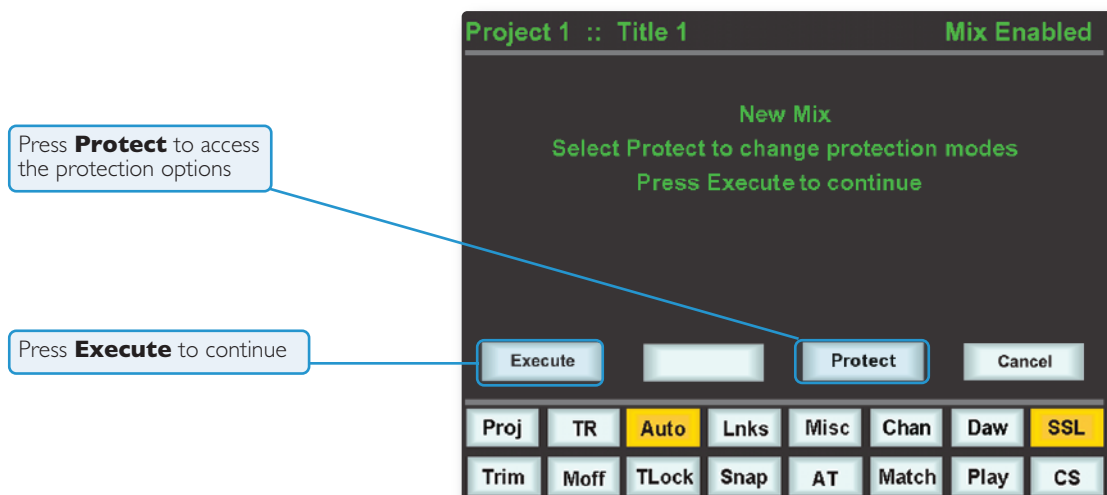 Project 1 :: Title 1 Mix Enabled
New Mix
Select Protect to change protection modes
Press Execute to continue
Press Protect to access
the protection options
Press Execute to continue
Execute Protect Cancel
Proj TR Auto Lnks Misc Chan Daw SSL
Trim Moff TLock Snap AT Match Play CS